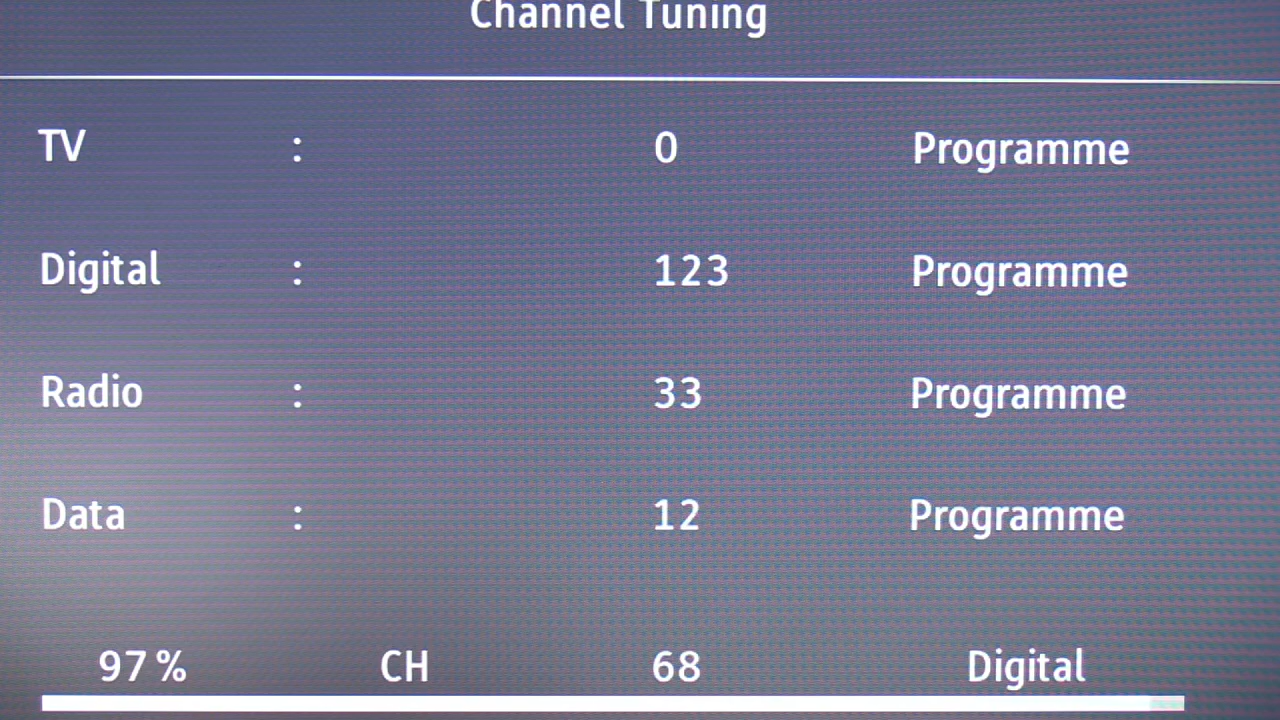 Channel Tuning
TV : 0 Programme
Digital : 123 Programme
Radio : 33 Programme
Data : 12 Programme
97% CH 68 Digital